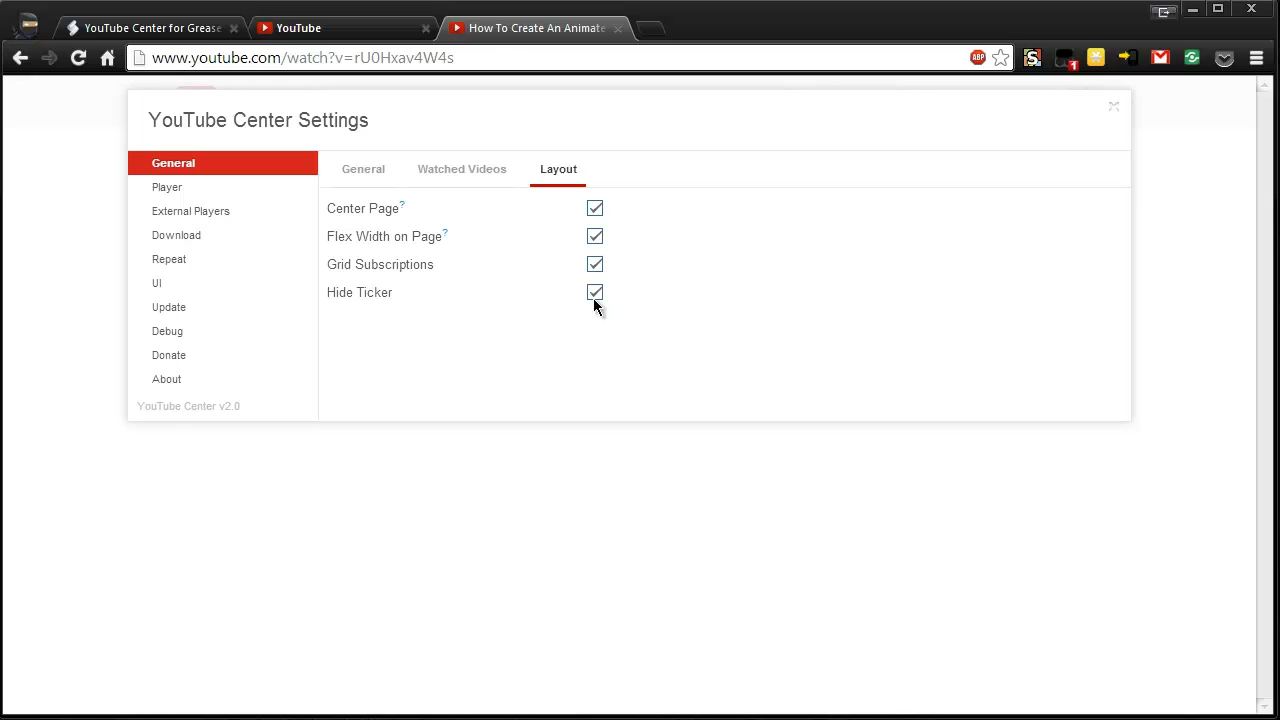 YouTube Center for Grease
YouTube
How To Create An Animate
www.youtube.com/watch?v=rU0Hxav4W4s
ABP
1
YouTube Center Settings
General
Player
External Players
Download
Repeat
UI
Update
Debug
Donate
About
YouTube Center v2.0
General Watched Videos Layout
Center Page?
Flex Width on Page?
Grid Subscriptions
Hide Ticker